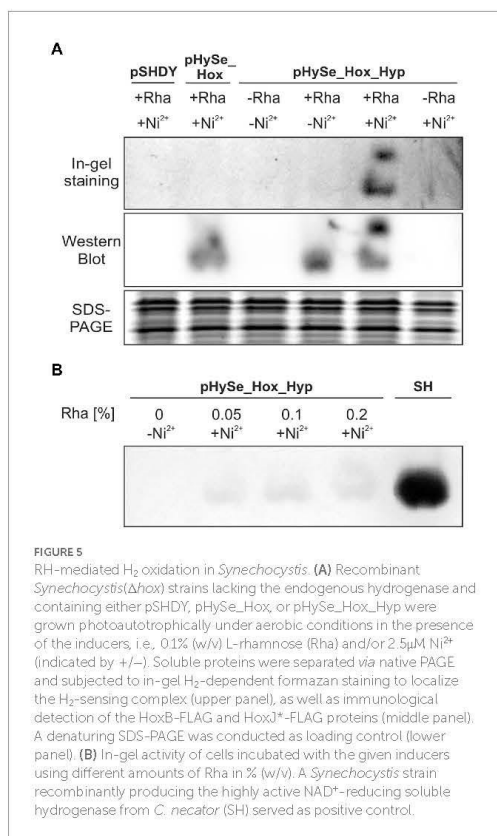 A
pSHDY pHySe_Hox pHySe_Hox_Hyp
+Rha +Rha -Rha +Rha +Rha -Rha
+Ni²⁺ +Ni²⁺ -Ni²⁺ -Ni²⁺ +Ni²⁺ +Ni²⁺
In-gel staining
Western Blot
SDS-PAGE
B
pHySe_Hox_Hyp SH
Rha [%] 0 0.05 0.1 0.2
-Ni²⁺ +Ni²⁺ +Ni²⁺ +Ni²⁺
FIGURE 5
RH-mediated H₂ oxidation in Synechocystis. (A) Recombinant
Synechocystis(Δhox) strains lacking the endogenous hydrogenase and
containing either pSHDY, pHySe_Hox, or pHySe_Hox_Hyp were
grown photoautotrophically under aerobic conditions in the presence
of the inducers, i.e., 0.1% (w/v) L-rhamnose (Rha) and/or 2.5μM Ni²⁺
(indicated by +/−). Soluble proteins were separated via native PAGE
and subjected to in-gel H₂-dependent formazan staining to localize
the H₂-sensing complex (upper panel), as well as immunological
detection of the HoxB-FLAG and HoxJ*-FLAG proteins (middle panel).
A denaturing SDS-PAGE was conducted as loading control (lower
panel). (B) In-gel activity of cells incubated with the given inducers
using different amounts of Rha in % (w/v). A Synechocystis strain
recombinantly producing the highly active NAD⁺-reducing soluble
hydrogenase from C. necator (SH) served as positive control.